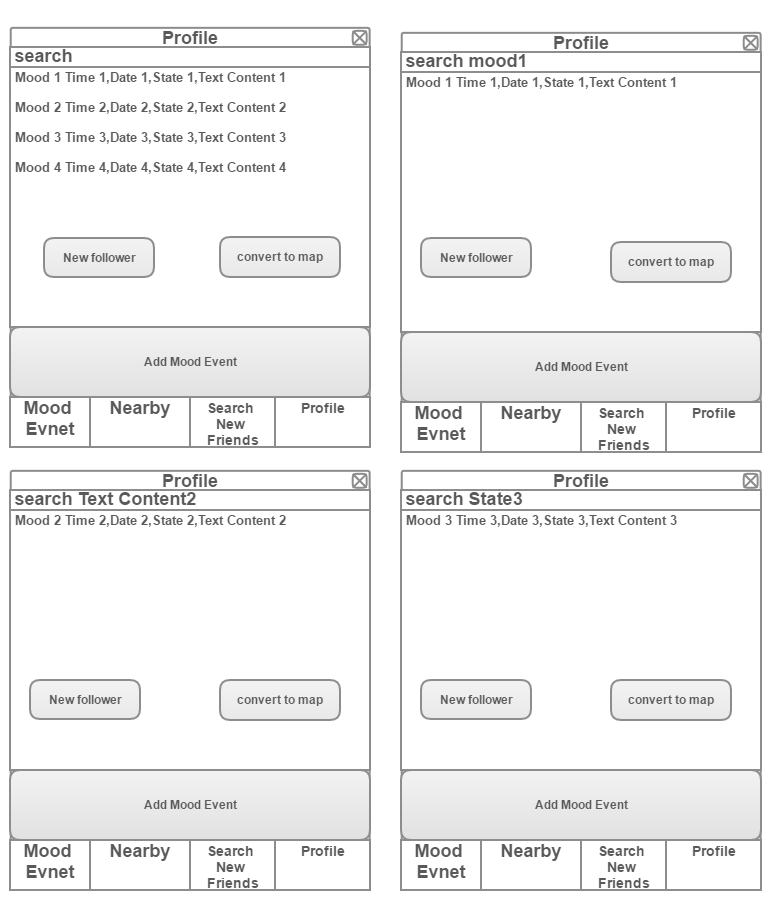 Profile
search
Mood 1 Time 1,Date 1,State 1,Text Content 1
Mood 2 Time 2,Date 2,State 2,Text Content 2
Mood 3 Time 3,Date 3,State 3,Text Content 3
Mood 4 Time 4,Date 4,State 4,Text Content 4
New follower
convert to map
Add Mood Event
Mood
Evnet
Nearby
Search
New
Friends
Profile
Profile
search mood1
Mood 1 Time 1,Date 1,State 1,Text Content 1
New follower
convert to map
Add Mood Event
Mood
Evnet
Nearby
Search
New
Friends
Profile
Profile
search Text Content2
Mood 2 Time 2,Date 2,State 2,Text Content 2
New follower
convert to map
Add Mood Event
Mood
Evnet
Nearby
Search
New
Friends
Profile
Profile
search State3
Mood 3 Time 3,Date 3,State 3,Text Content 3
New follower
convert to map
Add Mood Event
Mood
Evnet
Nearby
Search
New
Friends
Profile